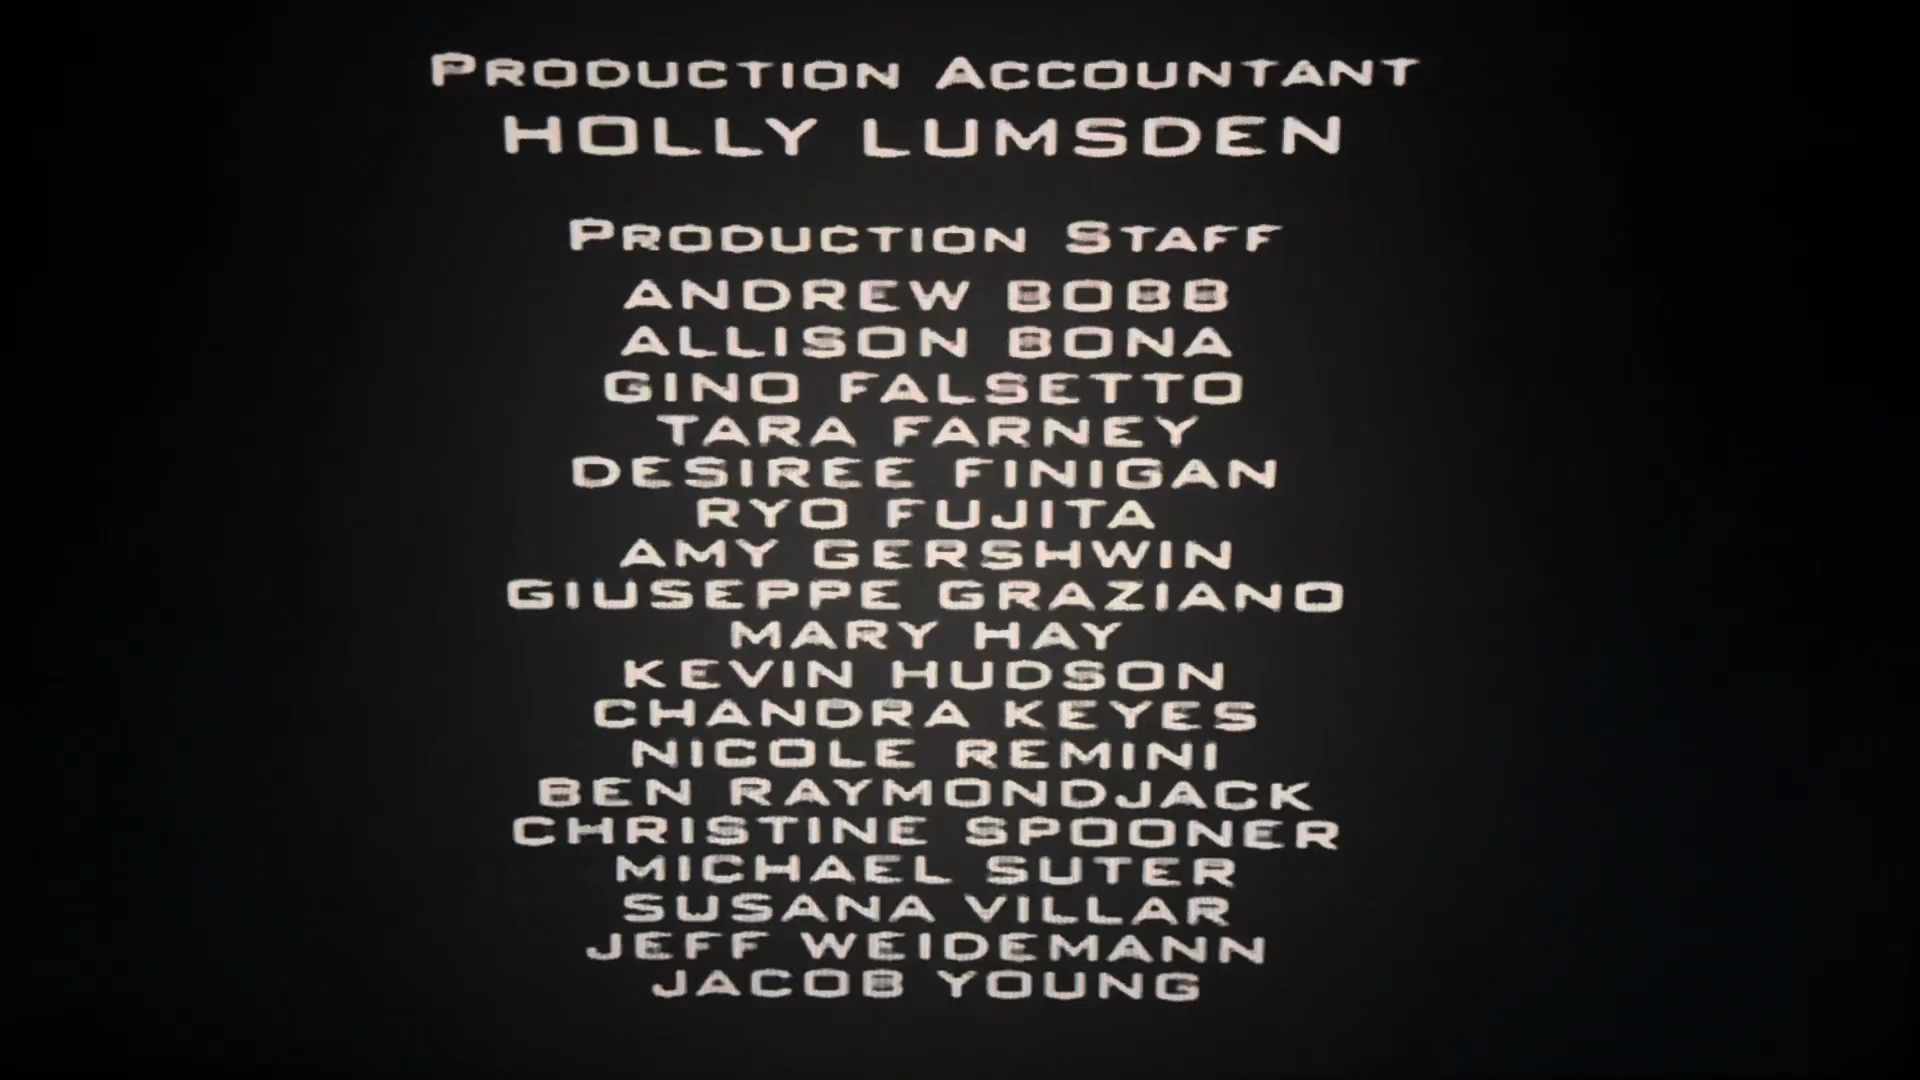 Production Accountant
HOLLY LUMSDEN
Production Staff
ANDREW BOBB
ALLISON BONA
GINO FALSETTO
TARA FARNEY
DESIREE FINIGAN
RYO FUJITA
AMY GERSHWIN
GIUSEPPE GRAZIANO
MARY HAY
KEVIN HUDSON
CHANDRA KEYES
NICOLE REMINI
BEN RAYMONDJACK
CHRISTINE SPOONER
MICHAEL SUTER
SUSANA VILLAR
JEFF WEIDEMANN
JACOB YOUNG